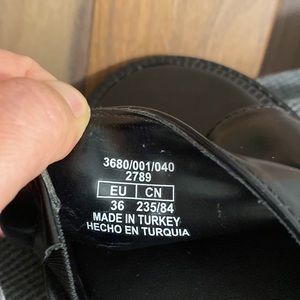 3680/001/040
2789
EU CN
36 235/84
MADE IN TURKEY
HECHO EN TURQUIA